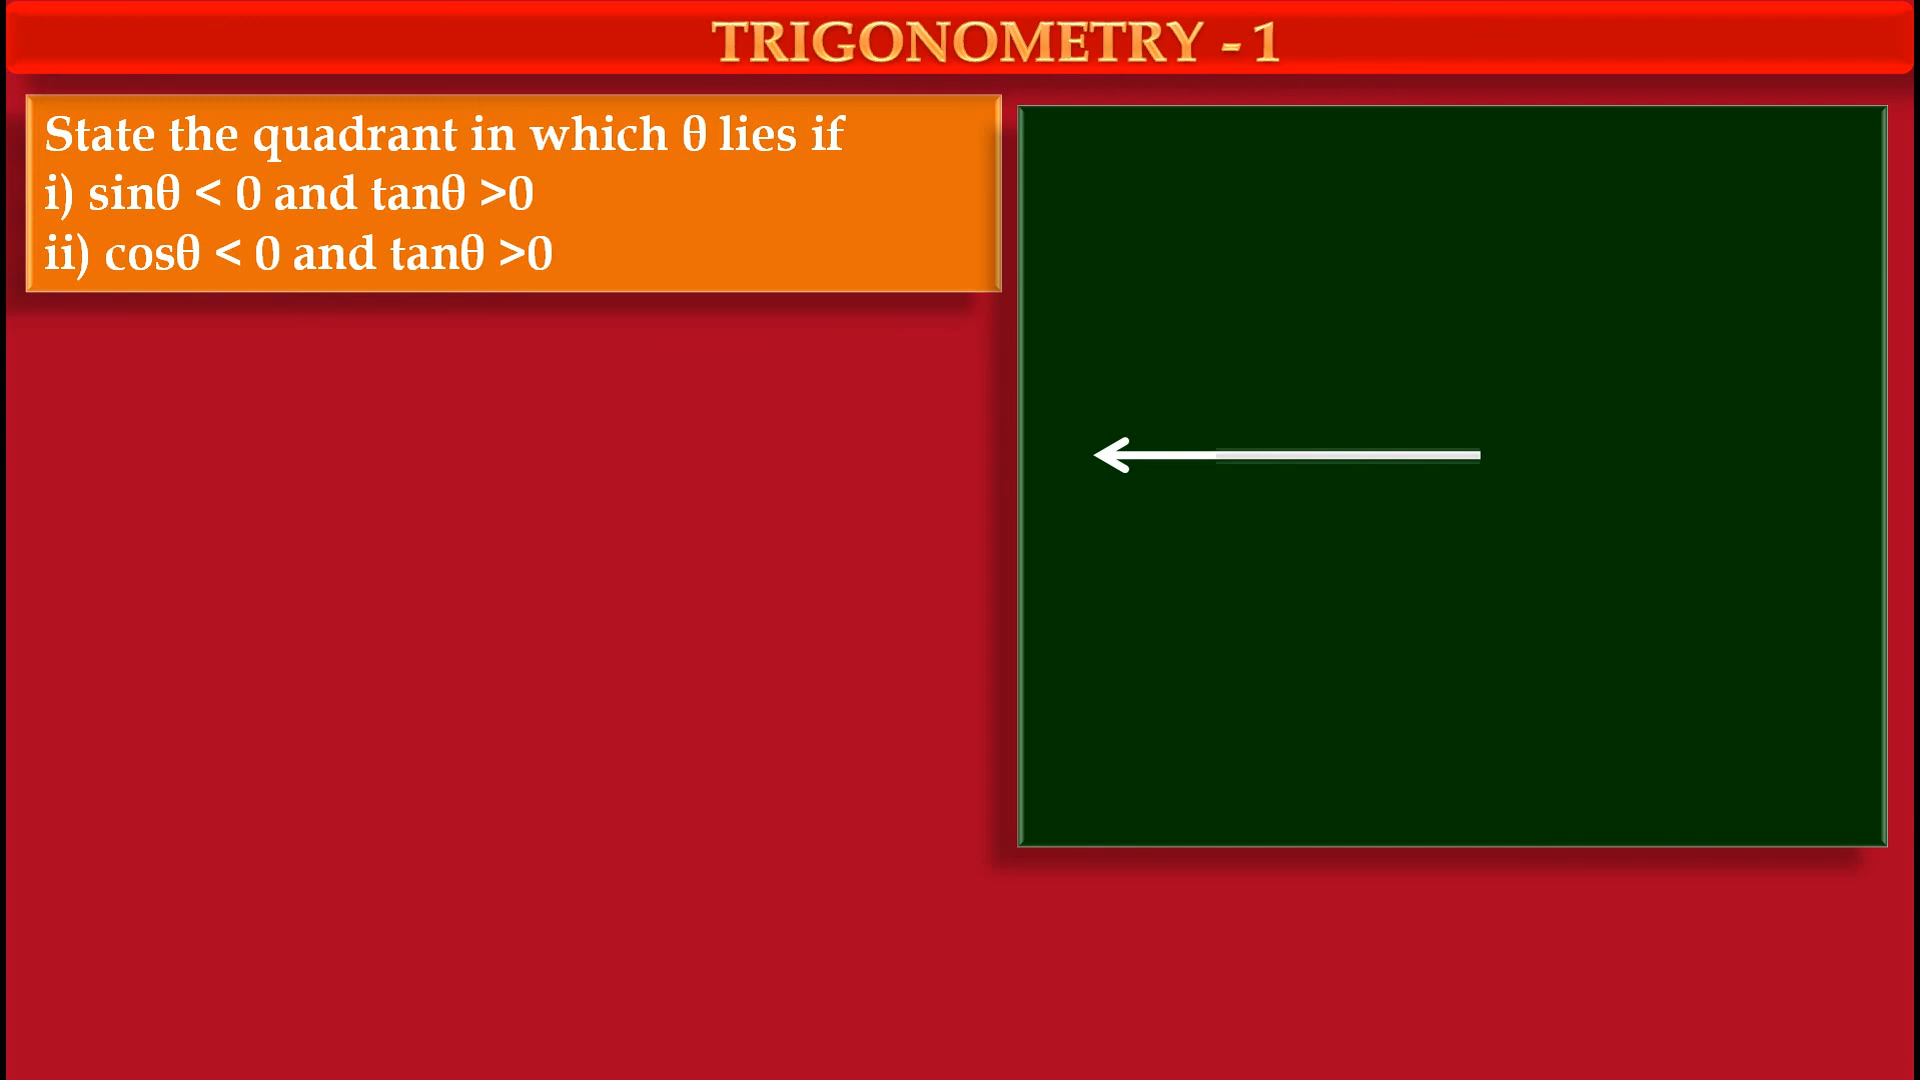 TRIGONOMETRY - 1
State the quadrant in which θ lies if
i) sinθ < 0 and tanθ >0
ii) cosθ < 0 and tanθ >0